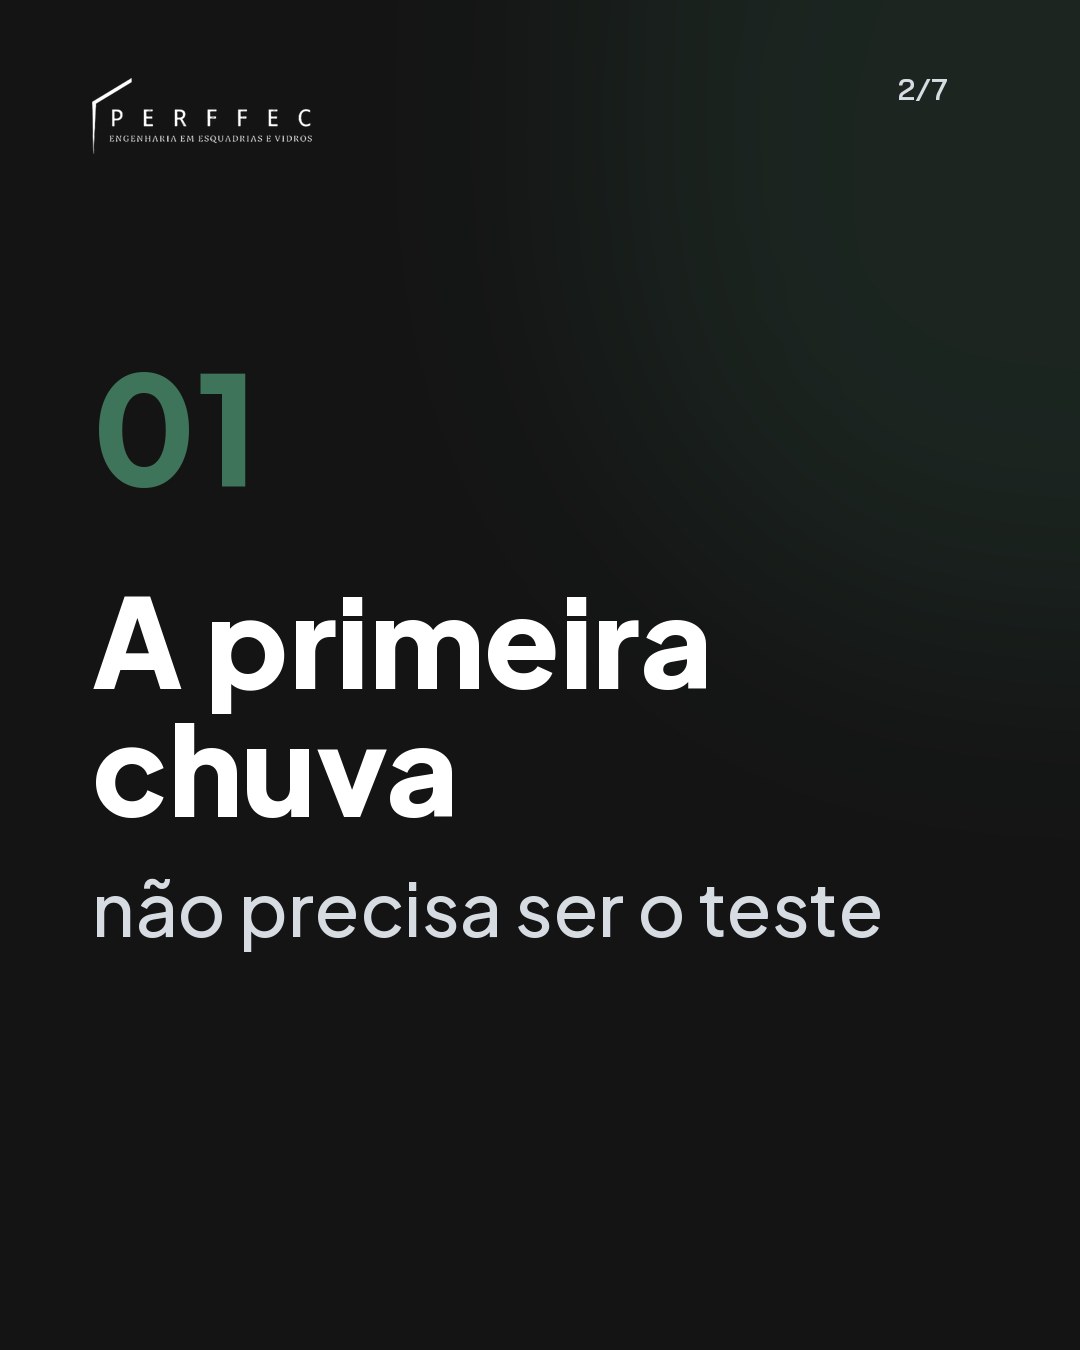 PERFFEC
ENGENHARIA EM ESQUADRIAS E VIDROS
2/7
01
A primeira
chuva
não precisa ser o teste